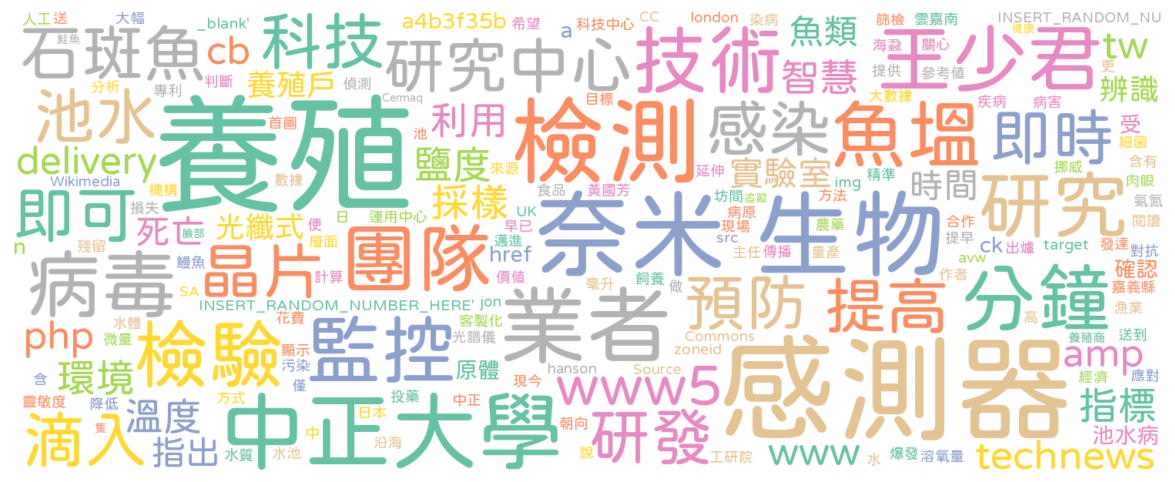 人工 送 大幅 _blank' a4b3f35b 希望 科技中心 CC london 染病 篩檢 雲嘉南 INSERT_RANDOM_NU
石斑魚 鮭魚 cb 科技 研究中心 a 技術 魚類 智慧 海蝨 關心 王少君 健康 tw
分析 專利 判斷 養殖戶 偵測 Cermaq 目標 提供 參考值 更 辨識
池水 養殖 首圖 池 利用 檢測 感染 大數據 魚塭 疾病 病害 即時 受 細菌
delivery 鹽度 來源 延伸 實驗室 精準 挪威 含有
Wikimedia 機構 數據 食品 黃國芳 img 時間 肉眼
即可 損失 日 運用中心 採樣 UK 奈米 生物 坊間 追蹤 方法 研究 氨氮
n 殘留 死亡 臉部 光纖式 便 層面 早已 邁進 病原 現場 農藥 提早 合作 閱讀
病毒 鰻魚 晶片 團隊 href src 主任 傳播 量產 ck 出爐 target 發達 對抗
計算 價值 毫升 飼養 avw 作者 確認
SA INSERT_RANDOM_NUMBER_HERE' jon 做 預防 提高 分鐘 嘉義縣
php 水體 微量 花費 監控 客製化 業者 高 漁業
檢驗 顯示 光譜儀 Commons zoneid 養殖商 送到
環境 污染 原體 hanson Source 感測器 amp
含 僅 現今 www5 經濟 應對
靈敏度 降低 溫度 方式 投藥 中正 指標
滴入 隻 日本 中正大學 朝向 研發 池水病
指出 水質 水池 中 沿海 說 工研院 www 水 爆發 溶氧量 technews